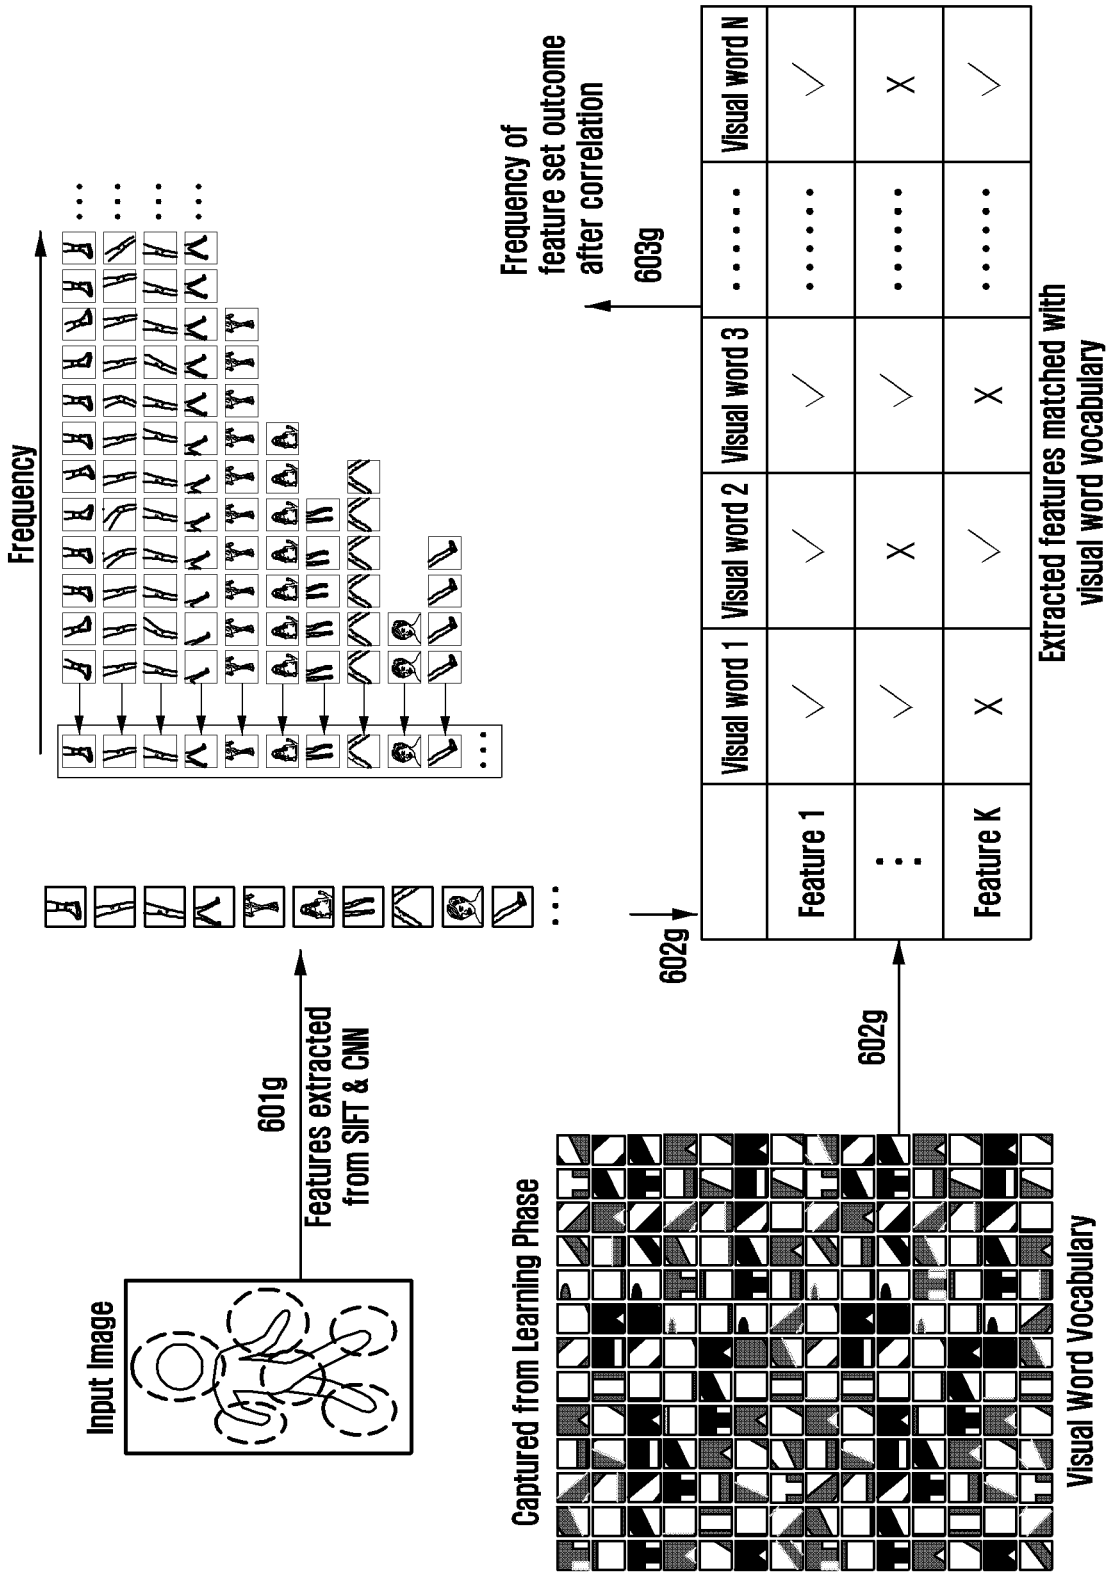 Input Image
601g
Features extracted
from SIFT & CNN
Frequency
Captured from Learning Phase
Visual Word Vocabulary
602g
602g
Visual word 1 Visual word 2 Visual word 3 ...... Visual word N
Feature 1 √ √ √ ...... √
... √ X √ ...... X
Feature K X √ X ...... √
Extracted features matched with
visual word vocabulary
603g
Frequency of
feature set outcome
after correlation